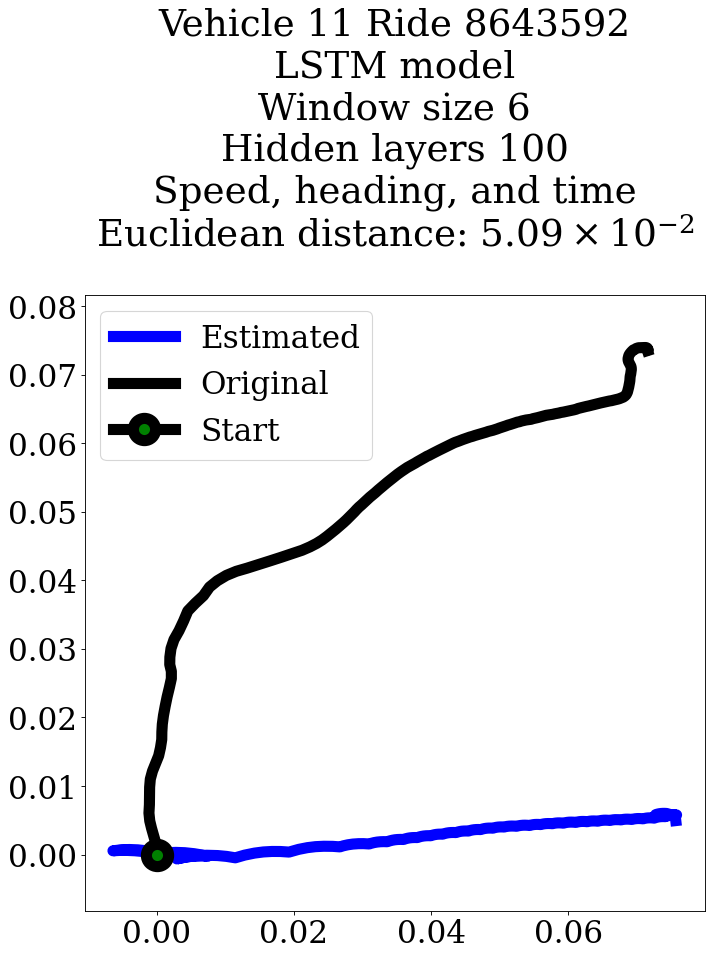 Vehicle 11 Ride 8643592
LSTM model
Window size 6
Hidden layers 100
Speed, heading, and time
Euclidean distance: 5.09 × 10⁻²
Estimated
Original
Start
0.08
0.07
0.06
0.05
0.04
0.03
0.02
0.01
0.00
0.00 0.02 0.04 0.06